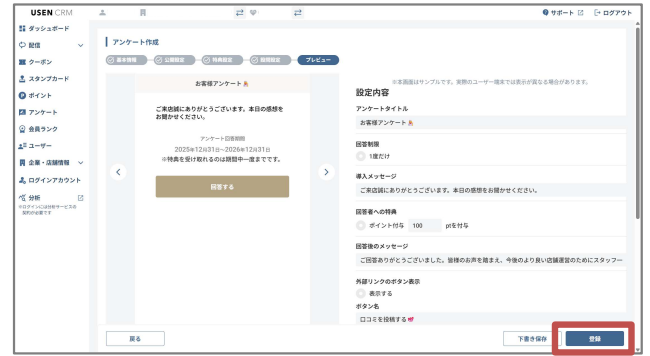 USEN CRM
サポート
ログアウト
ダッシュボード
配信
クーポン
スタンプカード
ポイント
アンケート
会員ランク
ユーザー
企業・店舗情報
ログインアカウント
分析
※ログインには分析サービスの
契約が必要です
アンケート作成
基本情報
公開設定
特典設定
質問設定
プレビュー
お客様アンケート
ご来店誠にありがとうございます。本日の感想を
お聞かせください。
アンケート回答期間
2025年12月31日~2026年12月31日
※特典を受け取れるのは期間中一度までです。
回答する
※本画面はサンプルです。実際のユーザー端末では表示が異なる場合があります。
設定内容
アンケートタイトル
お客様アンケート
回答制限
1度だけ
導入メッセージ
ご来店誠にありがとうございます。本日の感想をお聞かせください。
回答者への特典
ポイント付与 100 ptを付与
回答後のメッセージ
ご回答ありがとうございました。皆様のお声を踏まえ、今後のより良い店舗運営のためにスタッフ一
外部リンクのボタン表示
表示する
ボタン名
口コミを投稿する
戻る
下書き保存
登録